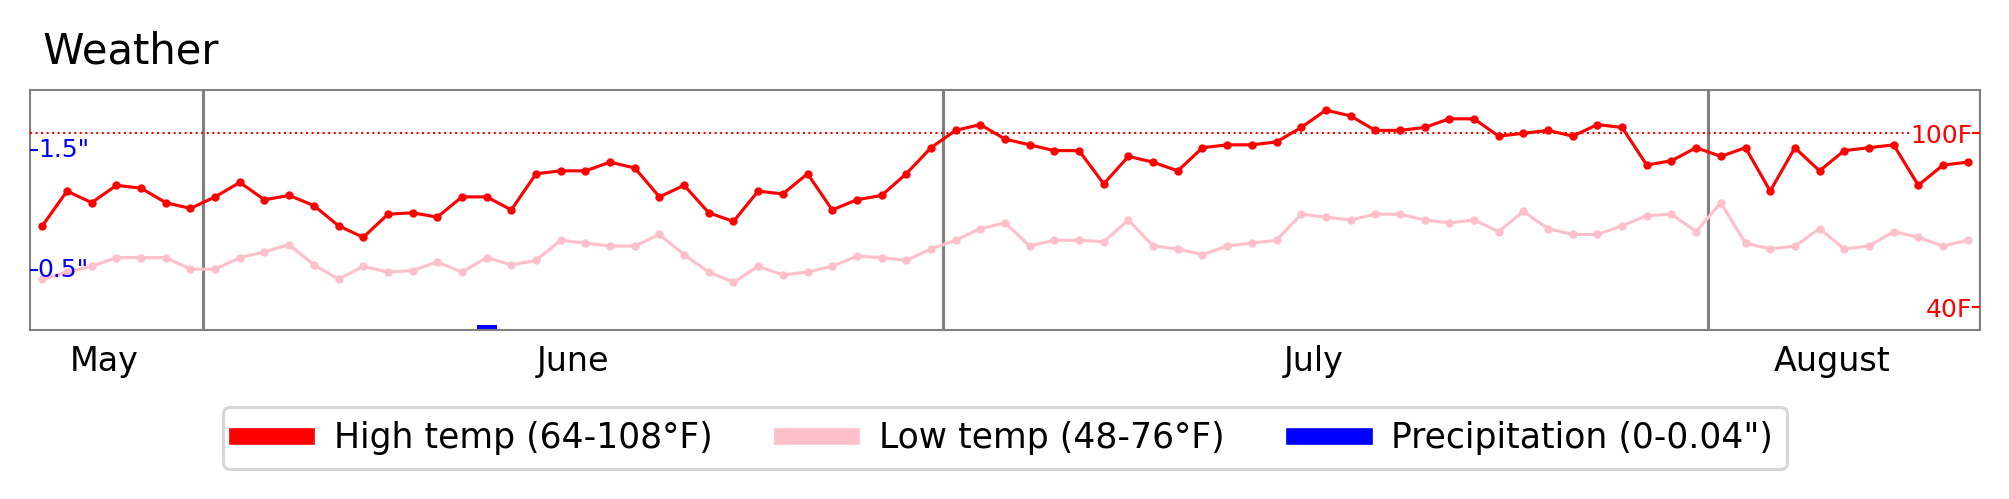 Weather
1.5"
0.5"
100F
40F
May June July August
High temp (64-108°F) Low temp (48-76°F) Precipitation (0-0.04")